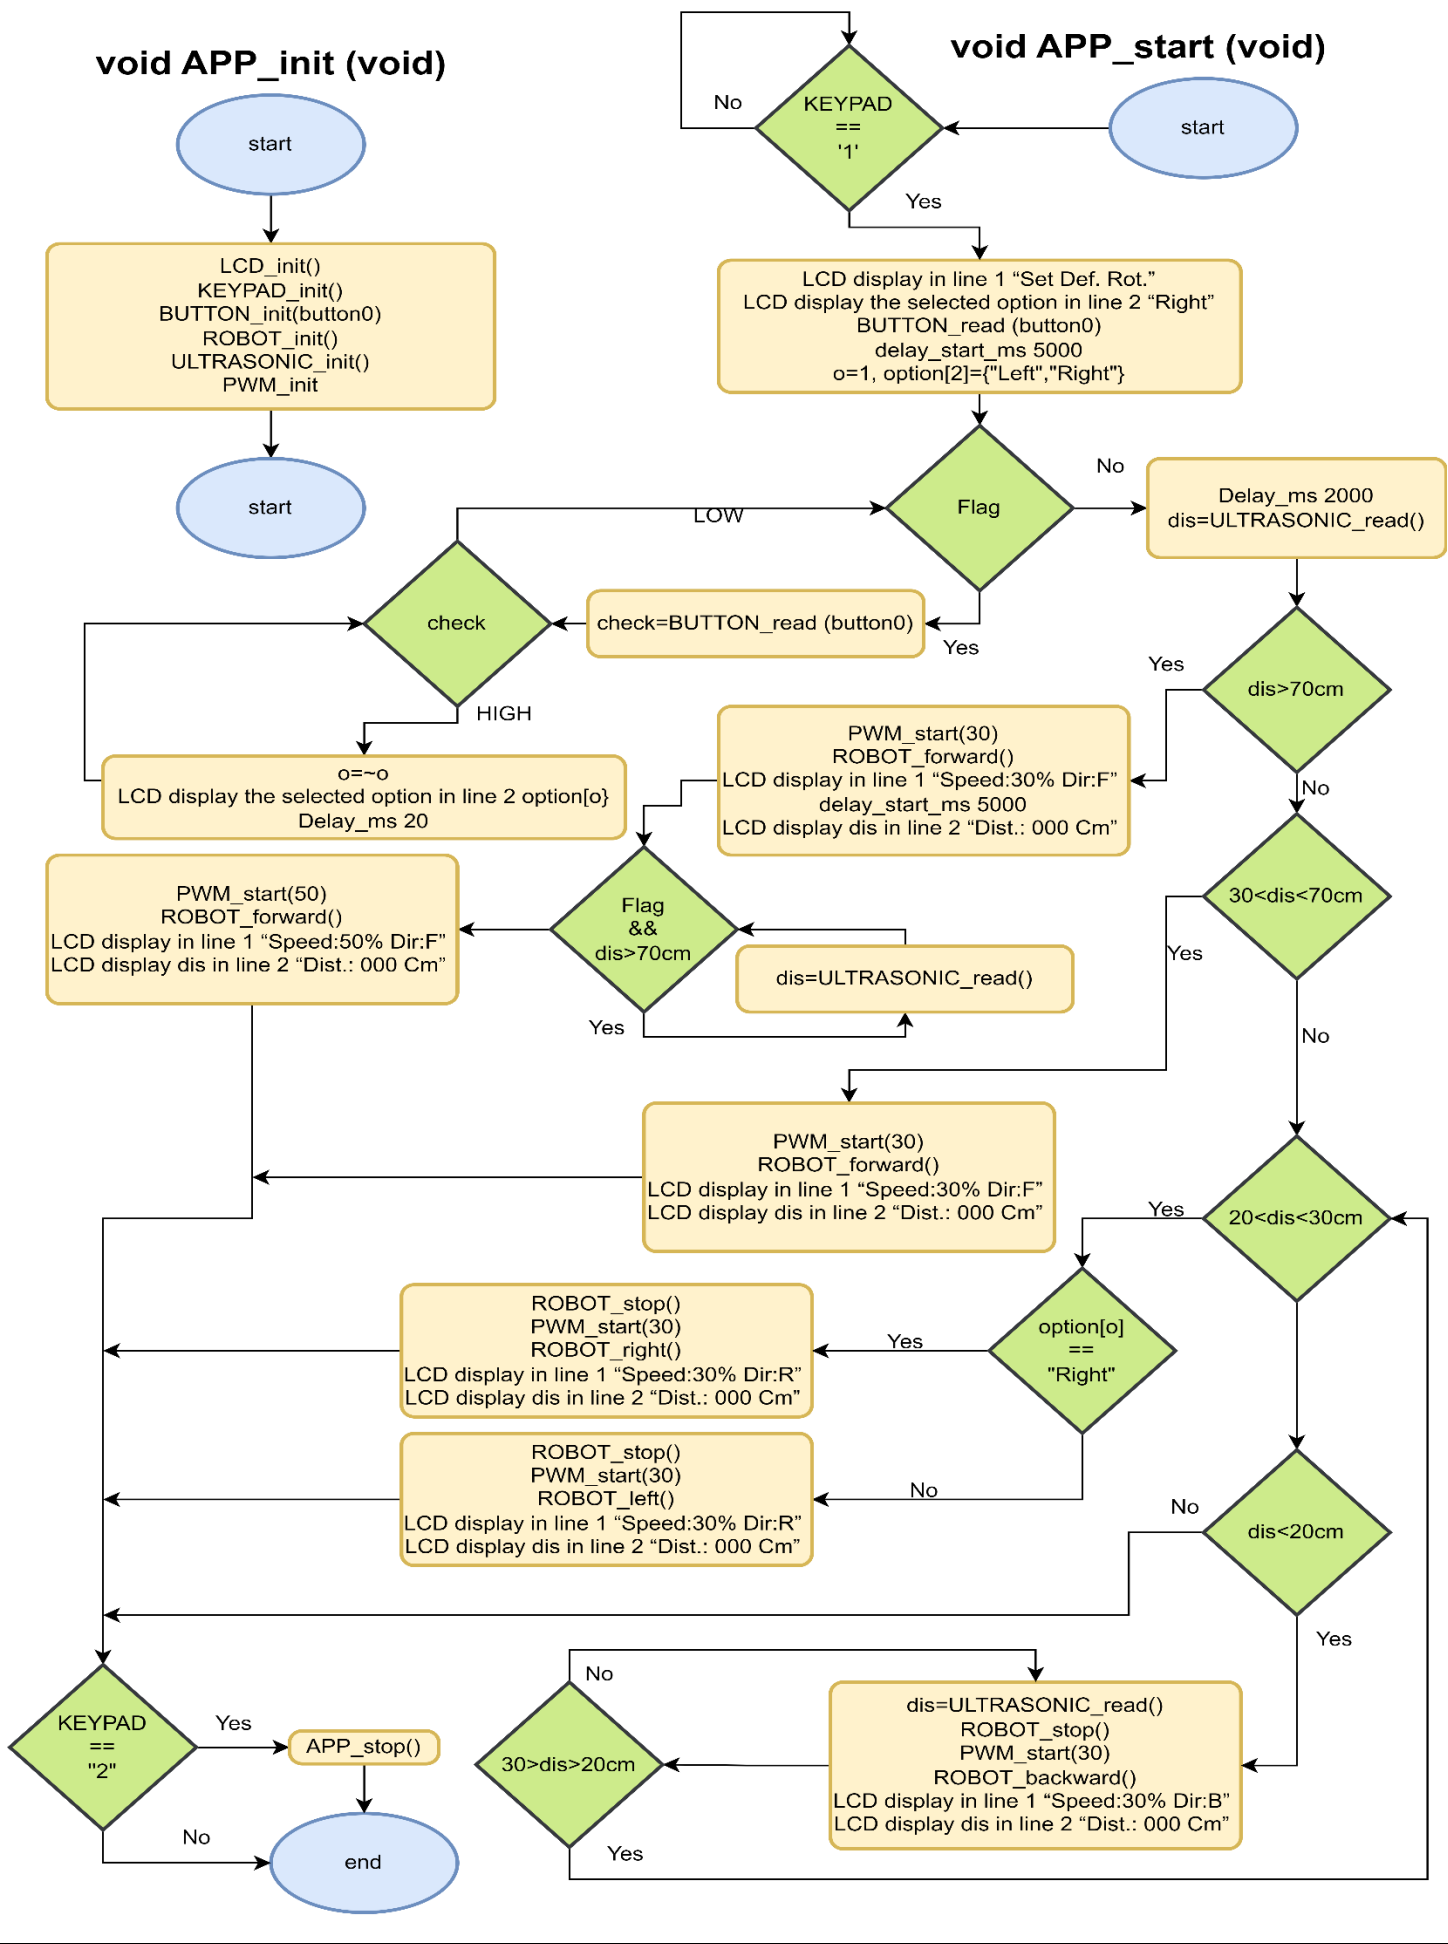 void APP_init (void)
start
LCD_init()
KEYPAD_init()
BUTTON_init(button0)
ROBOT_init()
ULTRASONIC_init()
PWM_init
start
void APP_start (void)
start
KEYPAD
==
'1'
No
Yes
LCD display in line 1 “Set Def. Rot.”
LCD display the selected option in line 2 “Right”
BUTTON_read (button0)
delay_start_ms 5000
o=1, option[2]={"Left","Right"}
Flag
No
Yes
Delay_ms 2000
dis=ULTRASONIC_read()
LOW
check=BUTTON_read (button0)
check
HIGH
o=~o
LCD display the selected option in line 2 option[o}
Delay_ms 20
dis>70cm
Yes
No
PWM_start(30)
ROBOT_forward()
LCD display in line 1 “Speed:30% Dir:F”
delay_start_ms 5000
LCD display dis in line 2 “Dist.: 000 Cm”
Flag
&&
dis>70cm
Yes
dis=ULTRASONIC_read()
PWM_start(50)
ROBOT_forward()
LCD display in line 1 “Speed:50% Dir:F”
LCD display dis in line 2 “Dist.: 000 Cm”
30<dis<70cm
Yes
No
PWM_start(30)
ROBOT_forward()
LCD display in line 1 “Speed:30% Dir:F”
LCD display dis in line 2 “Dist.: 000 Cm”
20<dis<30cm
Yes
option[o]
==
"Right"
Yes
No
ROBOT_stop()
PWM_start(30)
ROBOT_right()
LCD display in line 1 “Speed:30% Dir:R”
LCD display dis in line 2 “Dist.: 000 Cm”
ROBOT_stop()
PWM_start(30)
ROBOT_left()
LCD display in line 1 “Speed:30% Dir:R”
LCD display dis in line 2 “Dist.: 000 Cm”
dis<20cm
No
Yes
dis=ULTRASONIC_read()
ROBOT_stop()
PWM_start(30)
ROBOT_backward()
LCD display in line 1 “Speed:30% Dir:B”
LCD display dis in line 2 “Dist.: 000 Cm”
30>dis>20cm
No
Yes
KEYPAD
==
"2"
Yes
No
APP_stop()
end